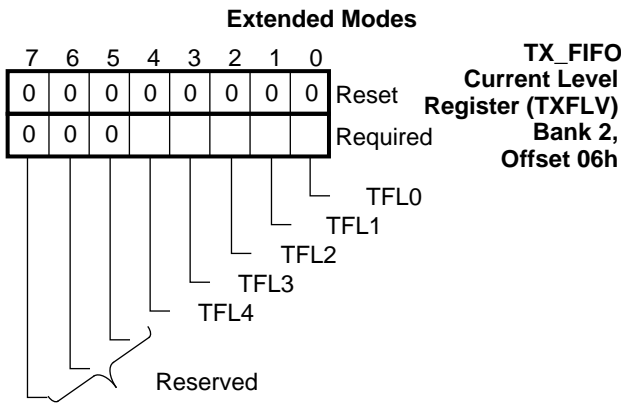 Extended Modes
7 6 5 4 3 2 1 0
0 0 0 0 0 0 0 0 Reset
0 0 0 Required
TX_FIFO
Current Level
Register (TXFLV)
Bank 2,
Offset 06h
TFL0
TFL1
TFL2
TFL3
TFL4
Reserved